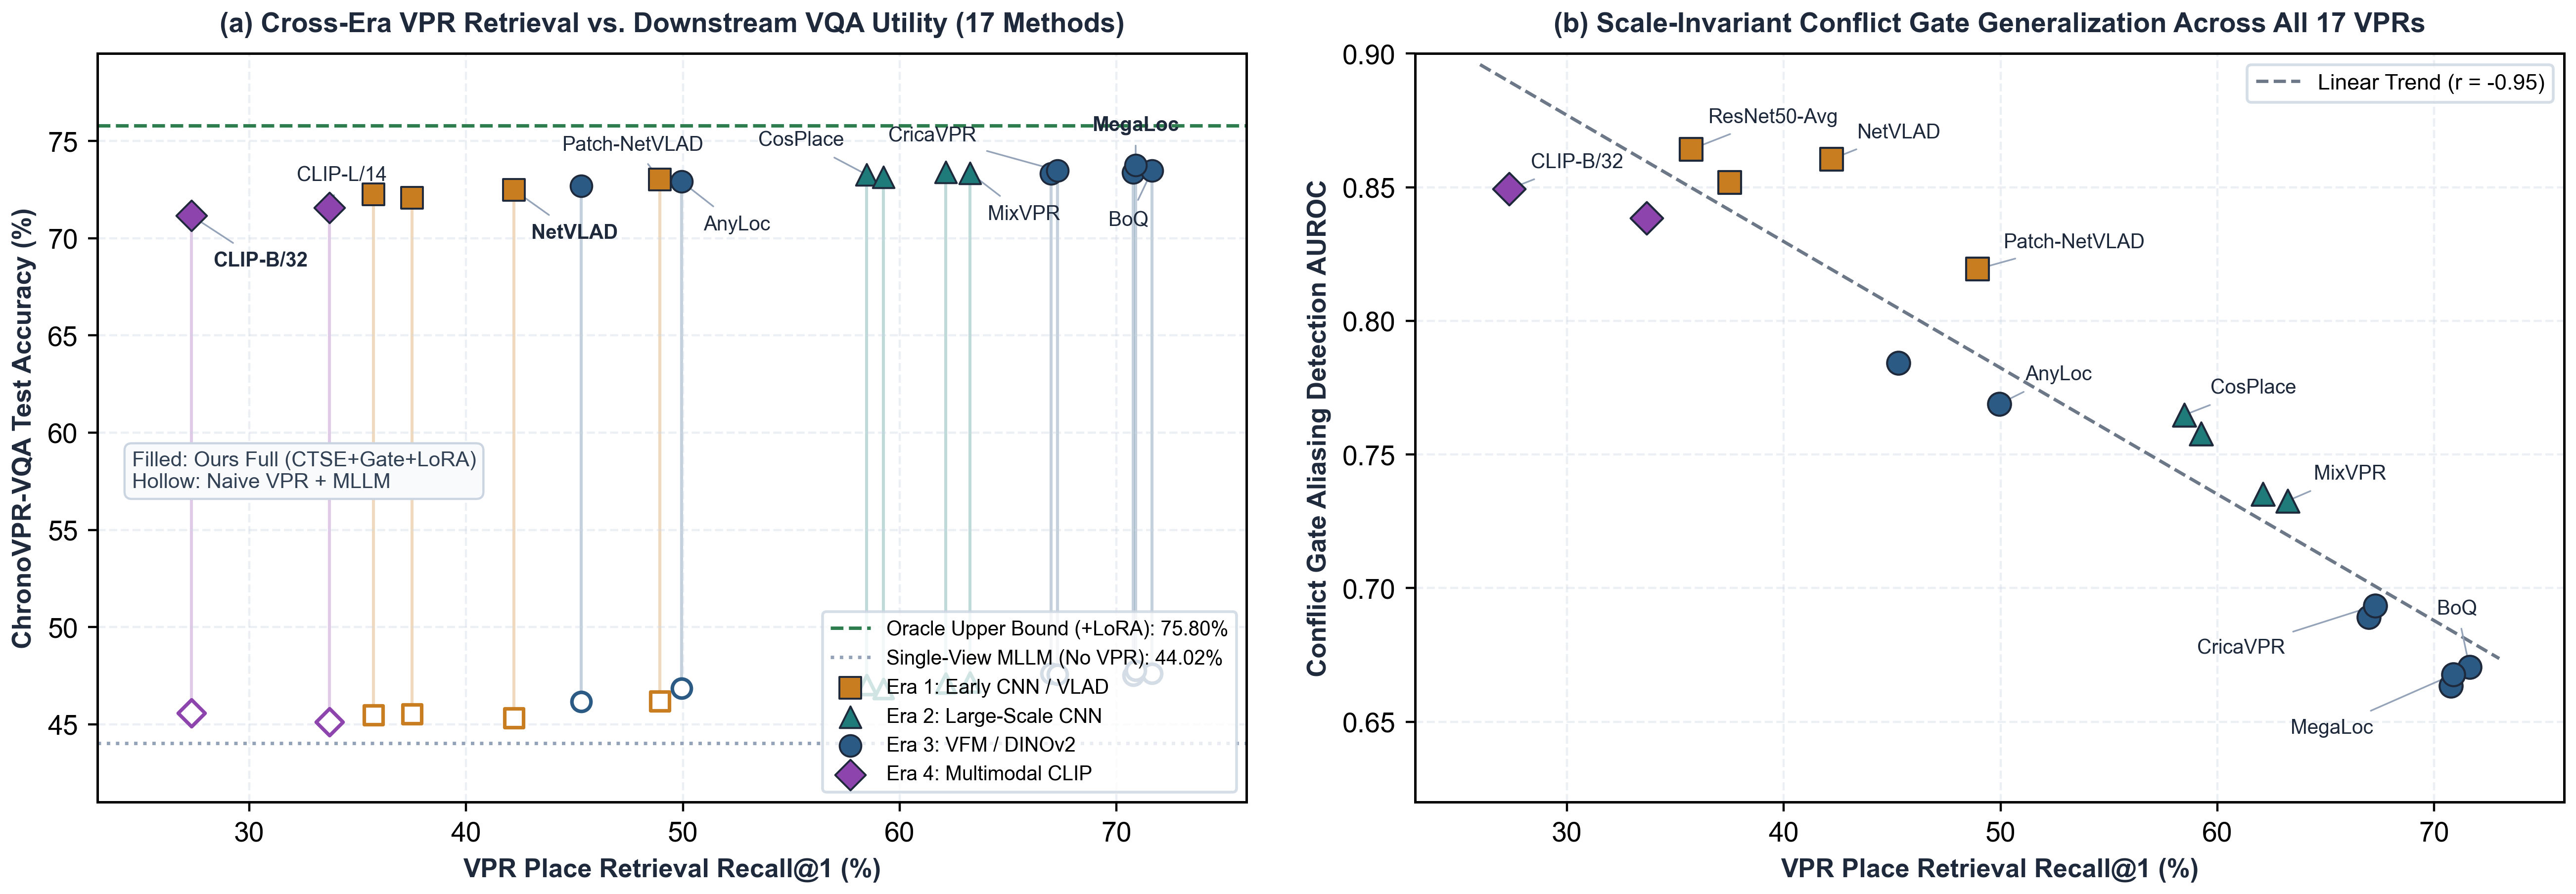 (a) Cross-Era VPR Retrieval vs. Downstream VQA Utility (17 Methods)
ChronoVPR-VQA Test Accuracy (%)
75
70
65
60
55
50
45
MegaLoc
CricaVPR
CosPlace
Patch-NetVLAD
CLIP-L/14
MixVPR
BoQ
AnyLoc
NetVLAD
CLIP-B/32
Filled: Ours Full (CTSE+Gate+LoRA)
Hollow: Naive VPR + MLLM
Oracle Upper Bound (+LoRA): 75.80%
Single-View MLLM (No VPR): 44.02%
Era 1: Early CNN / VLAD
Era 2: Large-Scale CNN
Era 3: VFM / DINOv2
Era 4: Multimodal CLIP
30
40
50
60
70
VPR Place Retrieval Recall@1 (%)
(b) Scale-Invariant Conflict Gate Generalization Across All 17 VPRs
Conflict Gate Aliasing Detection AUROC
0.90
0.85
0.80
0.75
0.70
0.65
Linear Trend (r = -0.95)
ResNet50-Avg
NetVLAD
CLIP-B/32
Patch-NetVLAD
AnyLoc
CosPlace
MixVPR
BoQ
CricaVPR
MegaLoc
30
40
50
60
70
VPR Place Retrieval Recall@1 (%)